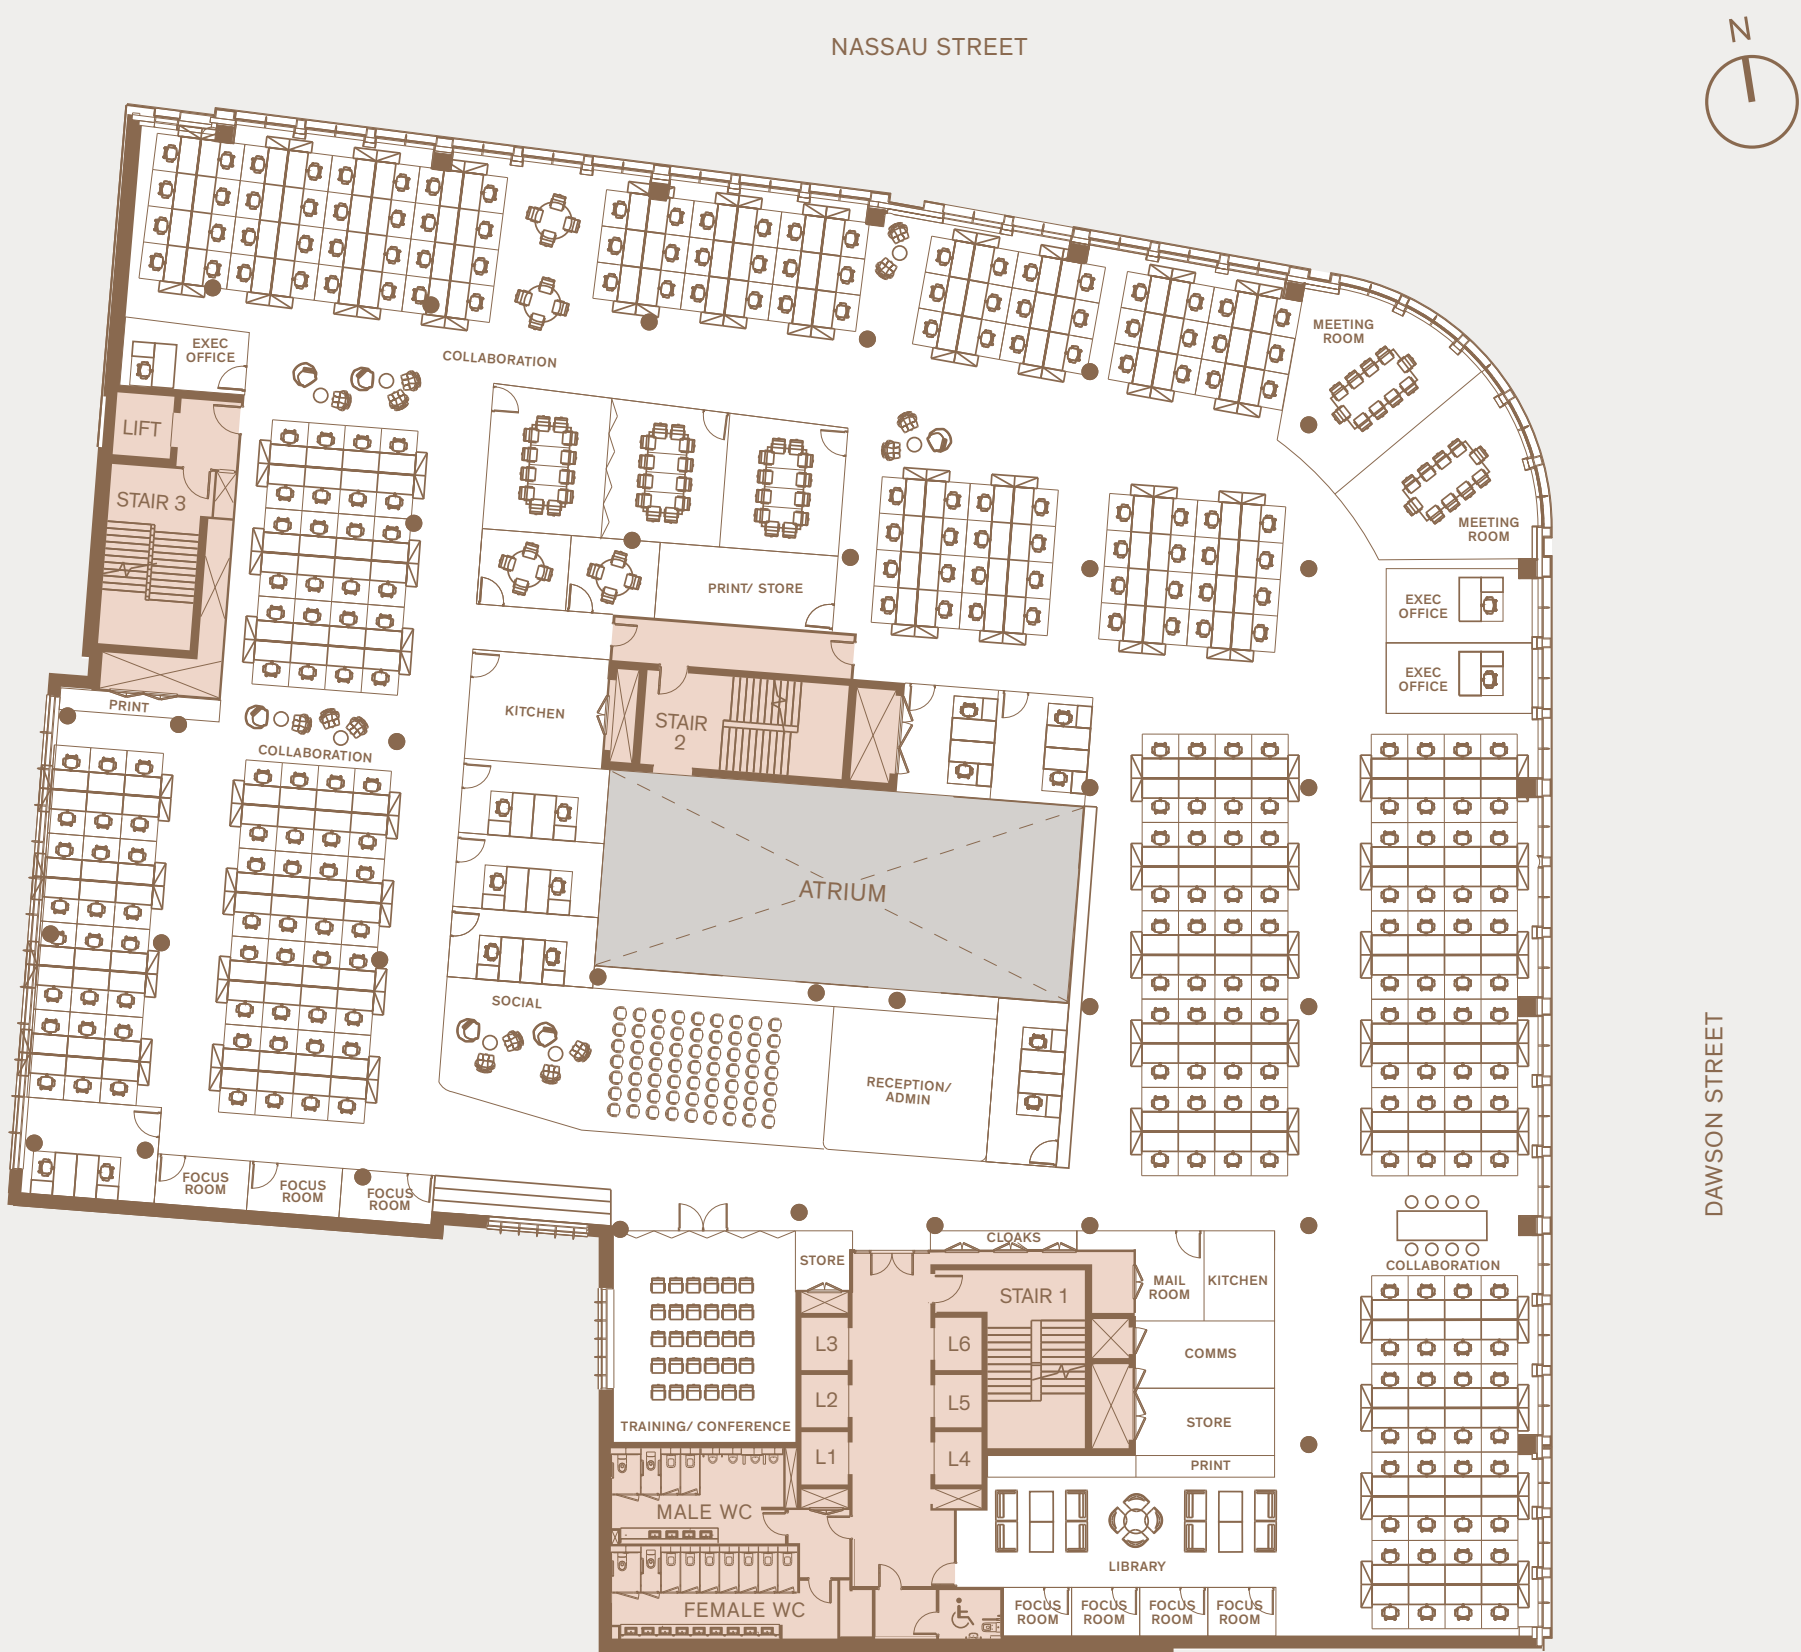 NASSAU STREET
N
MEETING
ROOM
EXEC
OFFICE
COLLABORATION
LIFT
STAIR 3
MEETING
ROOM
PRINT/ STORE
EXEC
OFFICE
EXEC
OFFICE
PRINT
KITCHEN
STAIR
2
COLLABORATION
ATRIUM
SOCIAL
RECEPTION/
ADMIN
DAWSON STREET
FOCUS
ROOM
FOCUS
ROOM
FOCUS
ROOM
CLOAKS
STORE
COLLABORATION
MAIL
ROOM
KITCHEN
STAIR 1
L3
L6
COMMS
L2
L5
STORE
TRAINING/ CONFERENCE
L1
L4
PRINT
MALE WC
LIBRARY
FEMALE WC
FOCUS
ROOM
FOCUS
ROOM
FOCUS
ROOM
FOCUS
ROOM